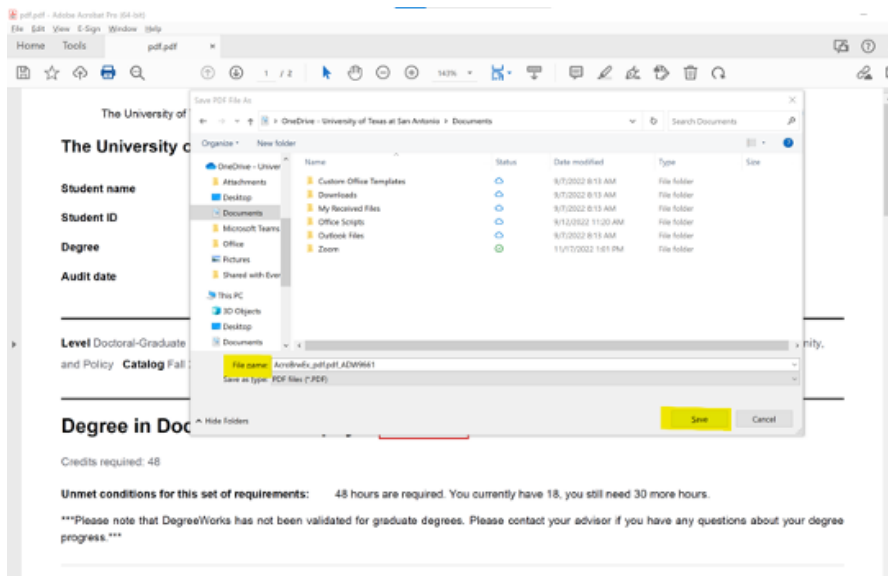 pdf.pdf - Adobe Acrobat Pro (64-bit)
File Edit View E-Sign Window Help
Home Tools pdf.pdf ×
1 / 2 143%
The University of
The University o
Student name
Student ID
Degree
Audit date
Level Doctoral-Graduate nity,
and Policy Catalog Fall
Save PDF File As
OneDrive - University of Texas at San Antonio › Documents Search Documents
Organize New folder
OneDrive - Univer
Attachments
Desktop
Documents
Microsoft Teams
Office
Pictures
Shared with Ever
This PC
3D Objects
Desktop
Documents
Name Status Date modified Type Size
Custom Office Templates 9/7/2022 8:13 AM File folder
Downloads 9/7/2022 8:13 AM File folder
My Received Files 9/7/2022 8:13 AM File folder
Office Scripts 9/12/2022 11:20 AM File folder
Outlook Files 9/7/2022 8:13 AM File folder
Zoom 11/17/2022 1:01 PM File folder
File name: AcroBrwEx_pdf.pdf_ADW9661
Save as type: PDF files (*.PDF)
Hide Folders Save Cancel
Degree in Doc
Credits required: 48
Unmet conditions for this set of requirements: 48 hours are required. You currently have 18, you still need 30 more hours.
***Please note that DegreeWorks has not been validated for graduate degrees. Please contact your advisor if you have any questions about your degree
progress.***